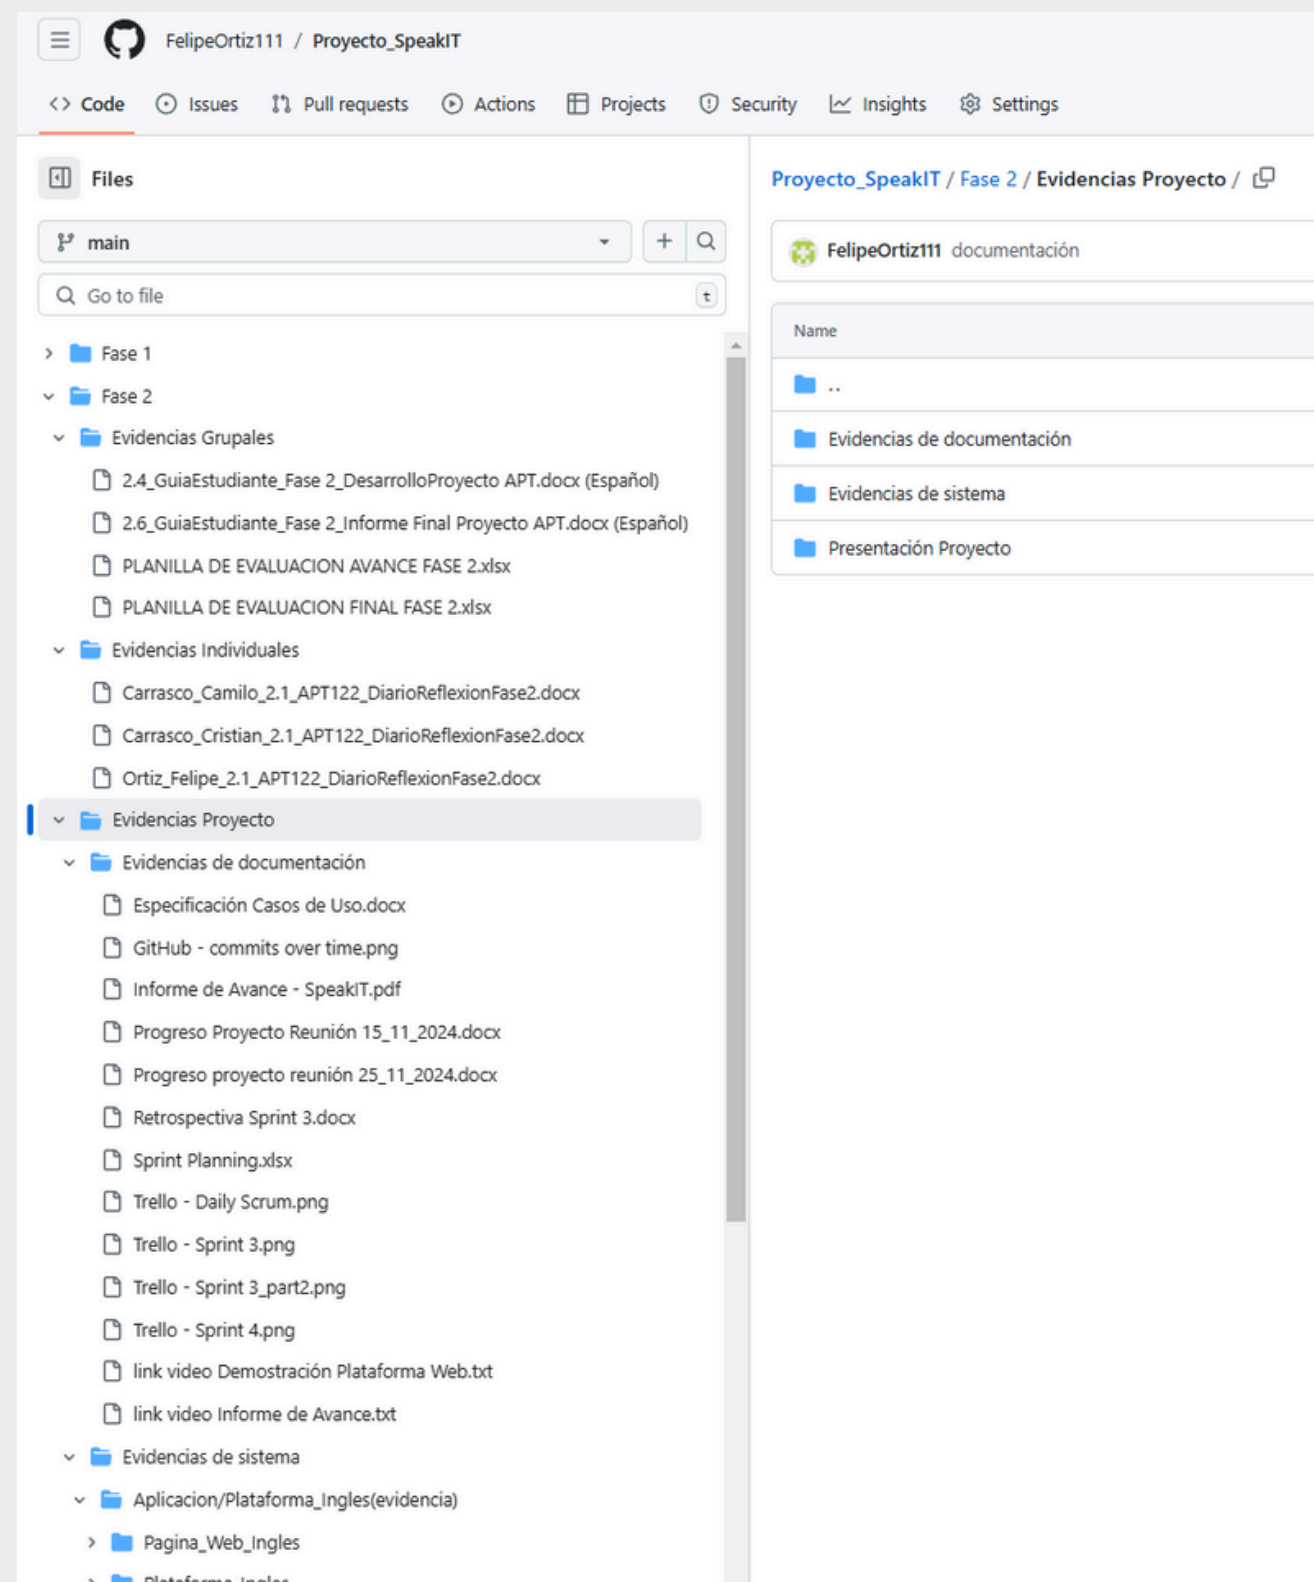 FelipeOrtiz111 / Proyecto_SpeakIT
Code Issues Pull requests Actions Projects Security Insights Settings
Files
main
Go to file t
Fase 1
Fase 2
Evidencias Grupales
2.4_GuiaEstudiante_Fase 2_DesarrolloProyecto APT.docx (Español)
2.6_GuiaEstudiante_Fase 2_Informe Final Proyecto APT.docx (Español)
PLANILLA DE EVALUACION AVANCE FASE 2.xlsx
PLANILLA DE EVALUACION FINAL FASE 2.xlsx
Evidencias Individuales
Carrasco_Camilo_2.1_APT122_DiarioReflexionFase2.docx
Carrasco_Cristian_2.1_APT122_DiarioReflexionFase2.docx
Ortiz_Felipe_2.1_APT122_DiarioReflexionFase2.docx
Evidencias Proyecto
Evidencias de documentación
Especificación Casos de Uso.docx
GitHub - commits over time.png
Informe de Avance - SpeakIT.pdf
Progreso Proyecto Reunión 15_11_2024.docx
Progreso proyecto reunión 25_11_2024.docx
Retrospectiva Sprint 3.docx
Sprint Planning.xlsx
Trello - Daily Scrum.png
Trello - Sprint 3.png
Trello - Sprint 3_part2.png
Trello - Sprint 4.png
link video Demostración Plataforma Web.txt
link video Informe de Avance.txt
Evidencias de sistema
Aplicacion/Plataforma_Ingles(evidencia)
Pagina_Web_Ingles
Plataforma_Ingles
Proyecto_SpeakIT / Fase 2 / Evidencias Proyecto /
FelipeOrtiz111 documentación
Name
..
Evidencias de documentación
Evidencias de sistema
Presentación Proyecto